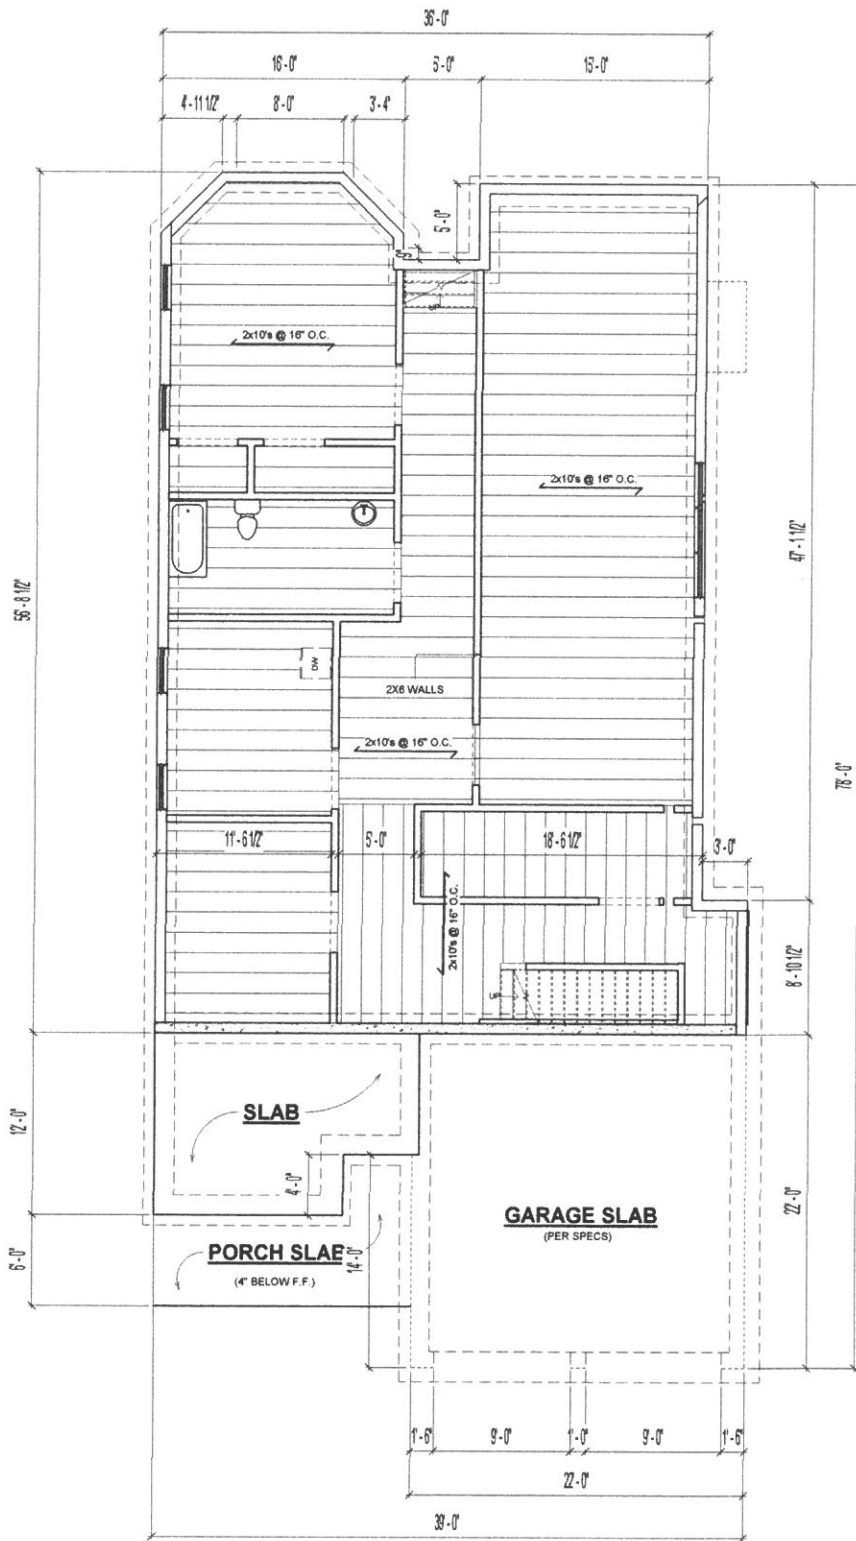 36'-0"
16'-0" 5'-0" 15'-0"
4'-11 1/2" 8'-0" 3'-4"
5'-0"
9"
UP
2x10's @ 16" O.C.
2x10's @ 16" O.C.
47'-1 1/2"
56'-8 1/2"
DW
2X6 WALLS
2x10's @ 16" O.C.
78'-0"
11'-6 1/2" 5'-0" 18'-6 1/2" 3'-0"
2x10's @ 16" O.C.
8'-10 1/2"
UP
SLAB
12'-0"
4'-0"
22'-0"
GARAGE SLAB
(PER SPECS)
6'-0"
PORCH SLAB
14'-0"
(4" BELOW F.F.)
1'-6" 9'-0" 1'-0" 9'-0" 1'-6"
22'-0"
39'-0"